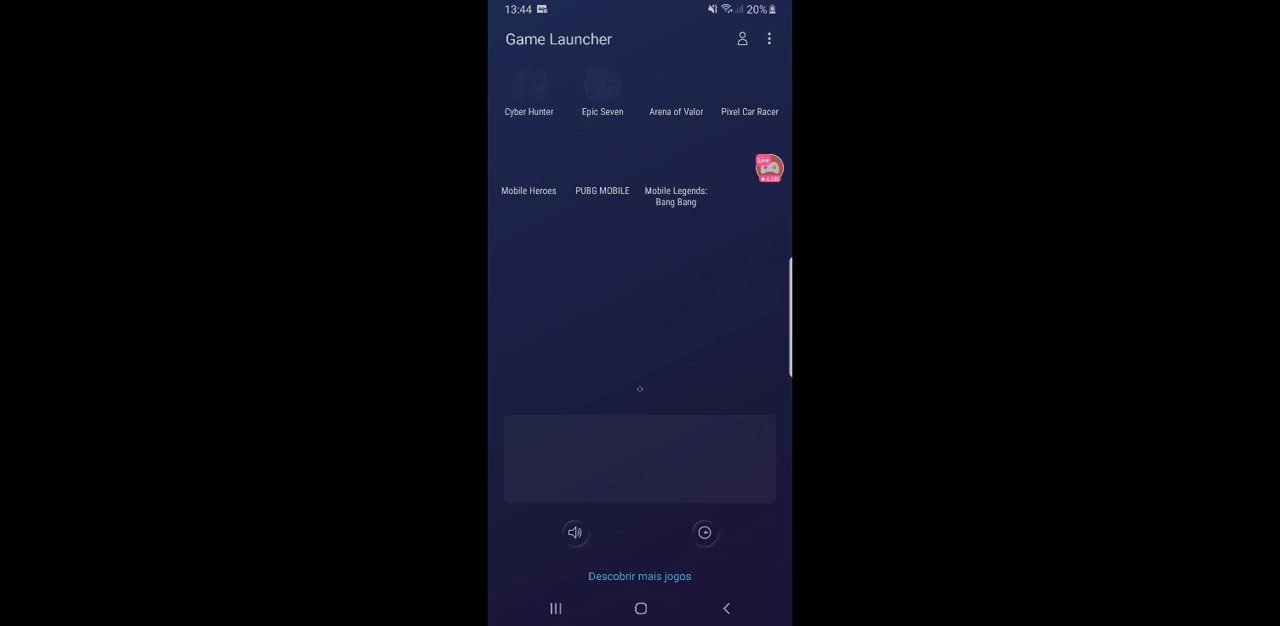 13:44
20%
Game Launcher
Cyber Hunter
Epic Seven
Arena of Valor
Pixel Car Racer
Live
Mobile Heroes
PUBG MOBILE
Mobile Legends:
Bang Bang
Descobrir mais jogos